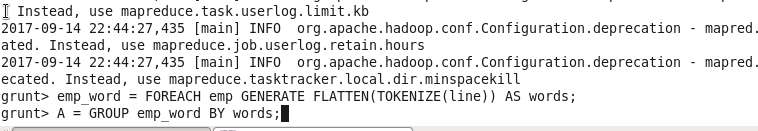 Instead, use mapreduce.task.userlog.limit.kb
2017-09-14 22:44:27,435 [main] INFO  org.apache.hadoop.conf.Configuration.deprecation - mapred.
ated. Instead, use mapreduce.job.userlog.retain.hours
2017-09-14 22:44:27,435 [main] INFO  org.apache.hadoop.conf.Configuration.deprecation - mapred.
ecated. Instead, use mapreduce.tasktracker.local.dir.minspacekill
grunt> emp_word = FOREACH emp GENERATE FLATTEN(TOKENIZE(line)) AS words;
grunt> A = GROUP emp_word BY words;